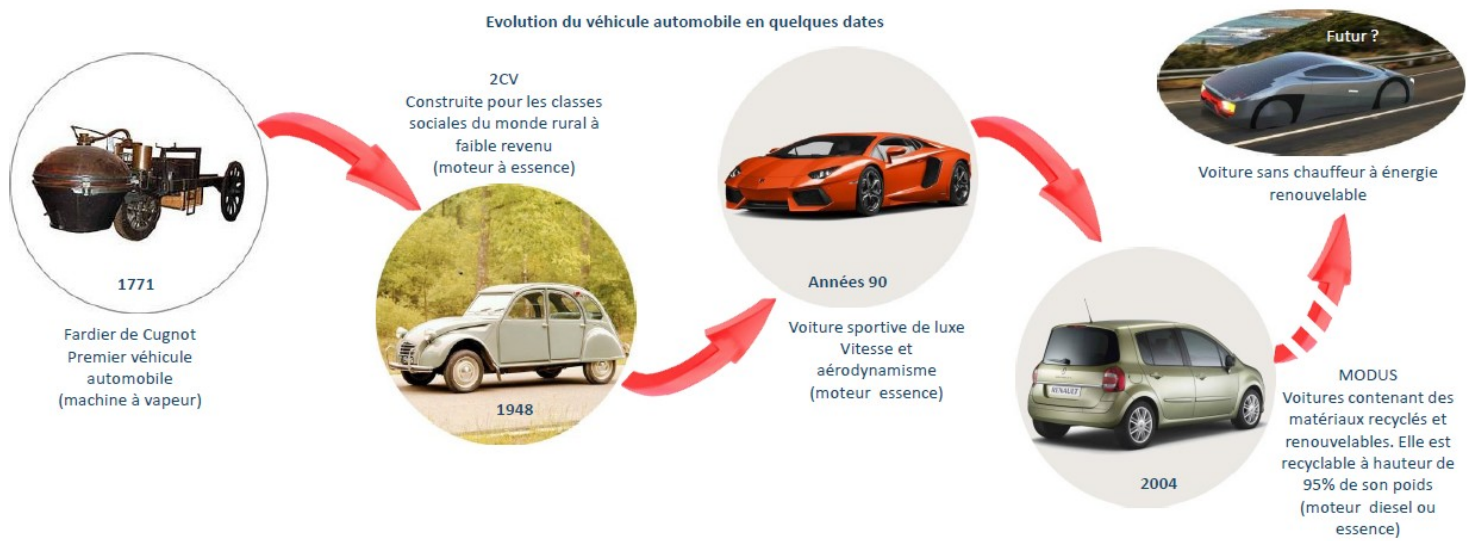 Evolution du véhicule automobile en quelques dates
1771
Fardier de Cugnot
Premier véhicule
automobile
(machine à vapeur)
2CV
Construite pour les classes
sociales du monde rural à
faible revenu
(moteur à essence)
1948
Années 90
Voiture sportive de luxe
Vitesse et
aérodynamisme
(moteur  essence)
RENAULT
2004
MODUS
Voitures contenant des
matériaux recyclés et
renouvelables. Elle est
recyclable à hauteur de
95% de son poids
(moteur  diesel ou
essence)
Futur ?
Voiture sans chauffeur à énergie
renouvelable